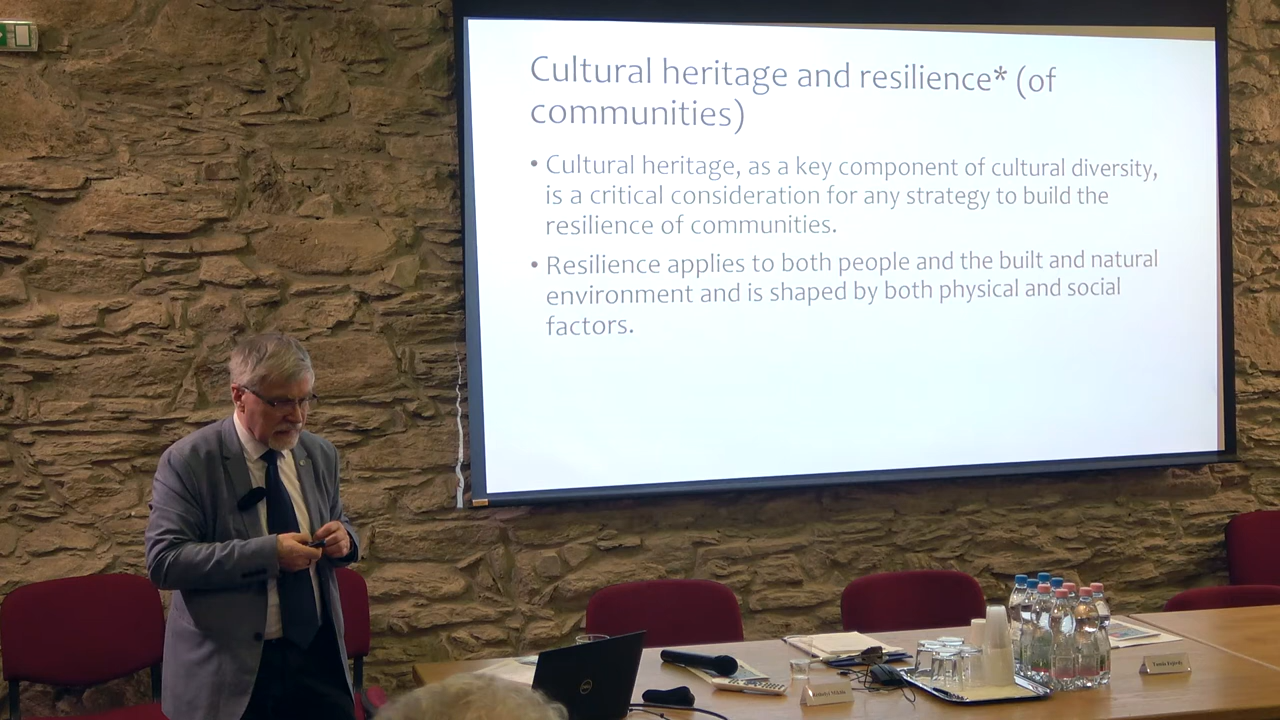 Cultural heritage and resilience* (of
communities)
• Cultural heritage, as a key component of cultural diversity,
is a critical consideration for any strategy to build the
resilience of communities.
• Resilience applies to both people and the built and natural
environment and is shaped by both physical and social
factors.
DELL